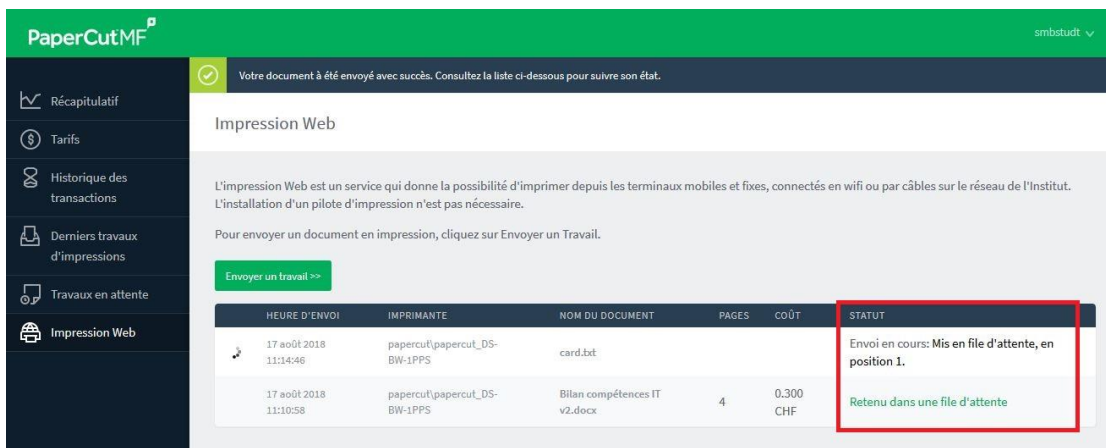 PaperCutMF
smbstudt
Votre document à été envoyé avec succès. Consultez la liste ci-dessous pour suivre son état.
Récapitulatif
Tarifs
Historique des
transactions
Derniers travaux
d'impressions
Travaux en attente
Impression Web
Impression Web
L'impression Web est un service qui donne la possibilité d'imprimer depuis les terminaux mobiles et fixes, connectés en wifi ou par câbles sur le réseau de l'Institut.
L'installation d'un pilote d'impression n'est pas nécessaire.
Pour envoyer un document en impression, cliquez sur Envoyer un Travail.
Envoyer un travail >>
HEURE D'ENVOI IMPRIMANTE NOM DU DOCUMENT PAGES COÛT STATUT
17 août 2018 papercut\papercut_DS- card.txt Envoi en cours: Mis en file d'attente, en
11:14:46 BW-1PPS position 1.
17 août 2018 papercut\papercut_DS- Bilan compétences IT 4 0.300 Retenu dans une file d'attente
11:10:58 BW-1PPS v2.docx CHF